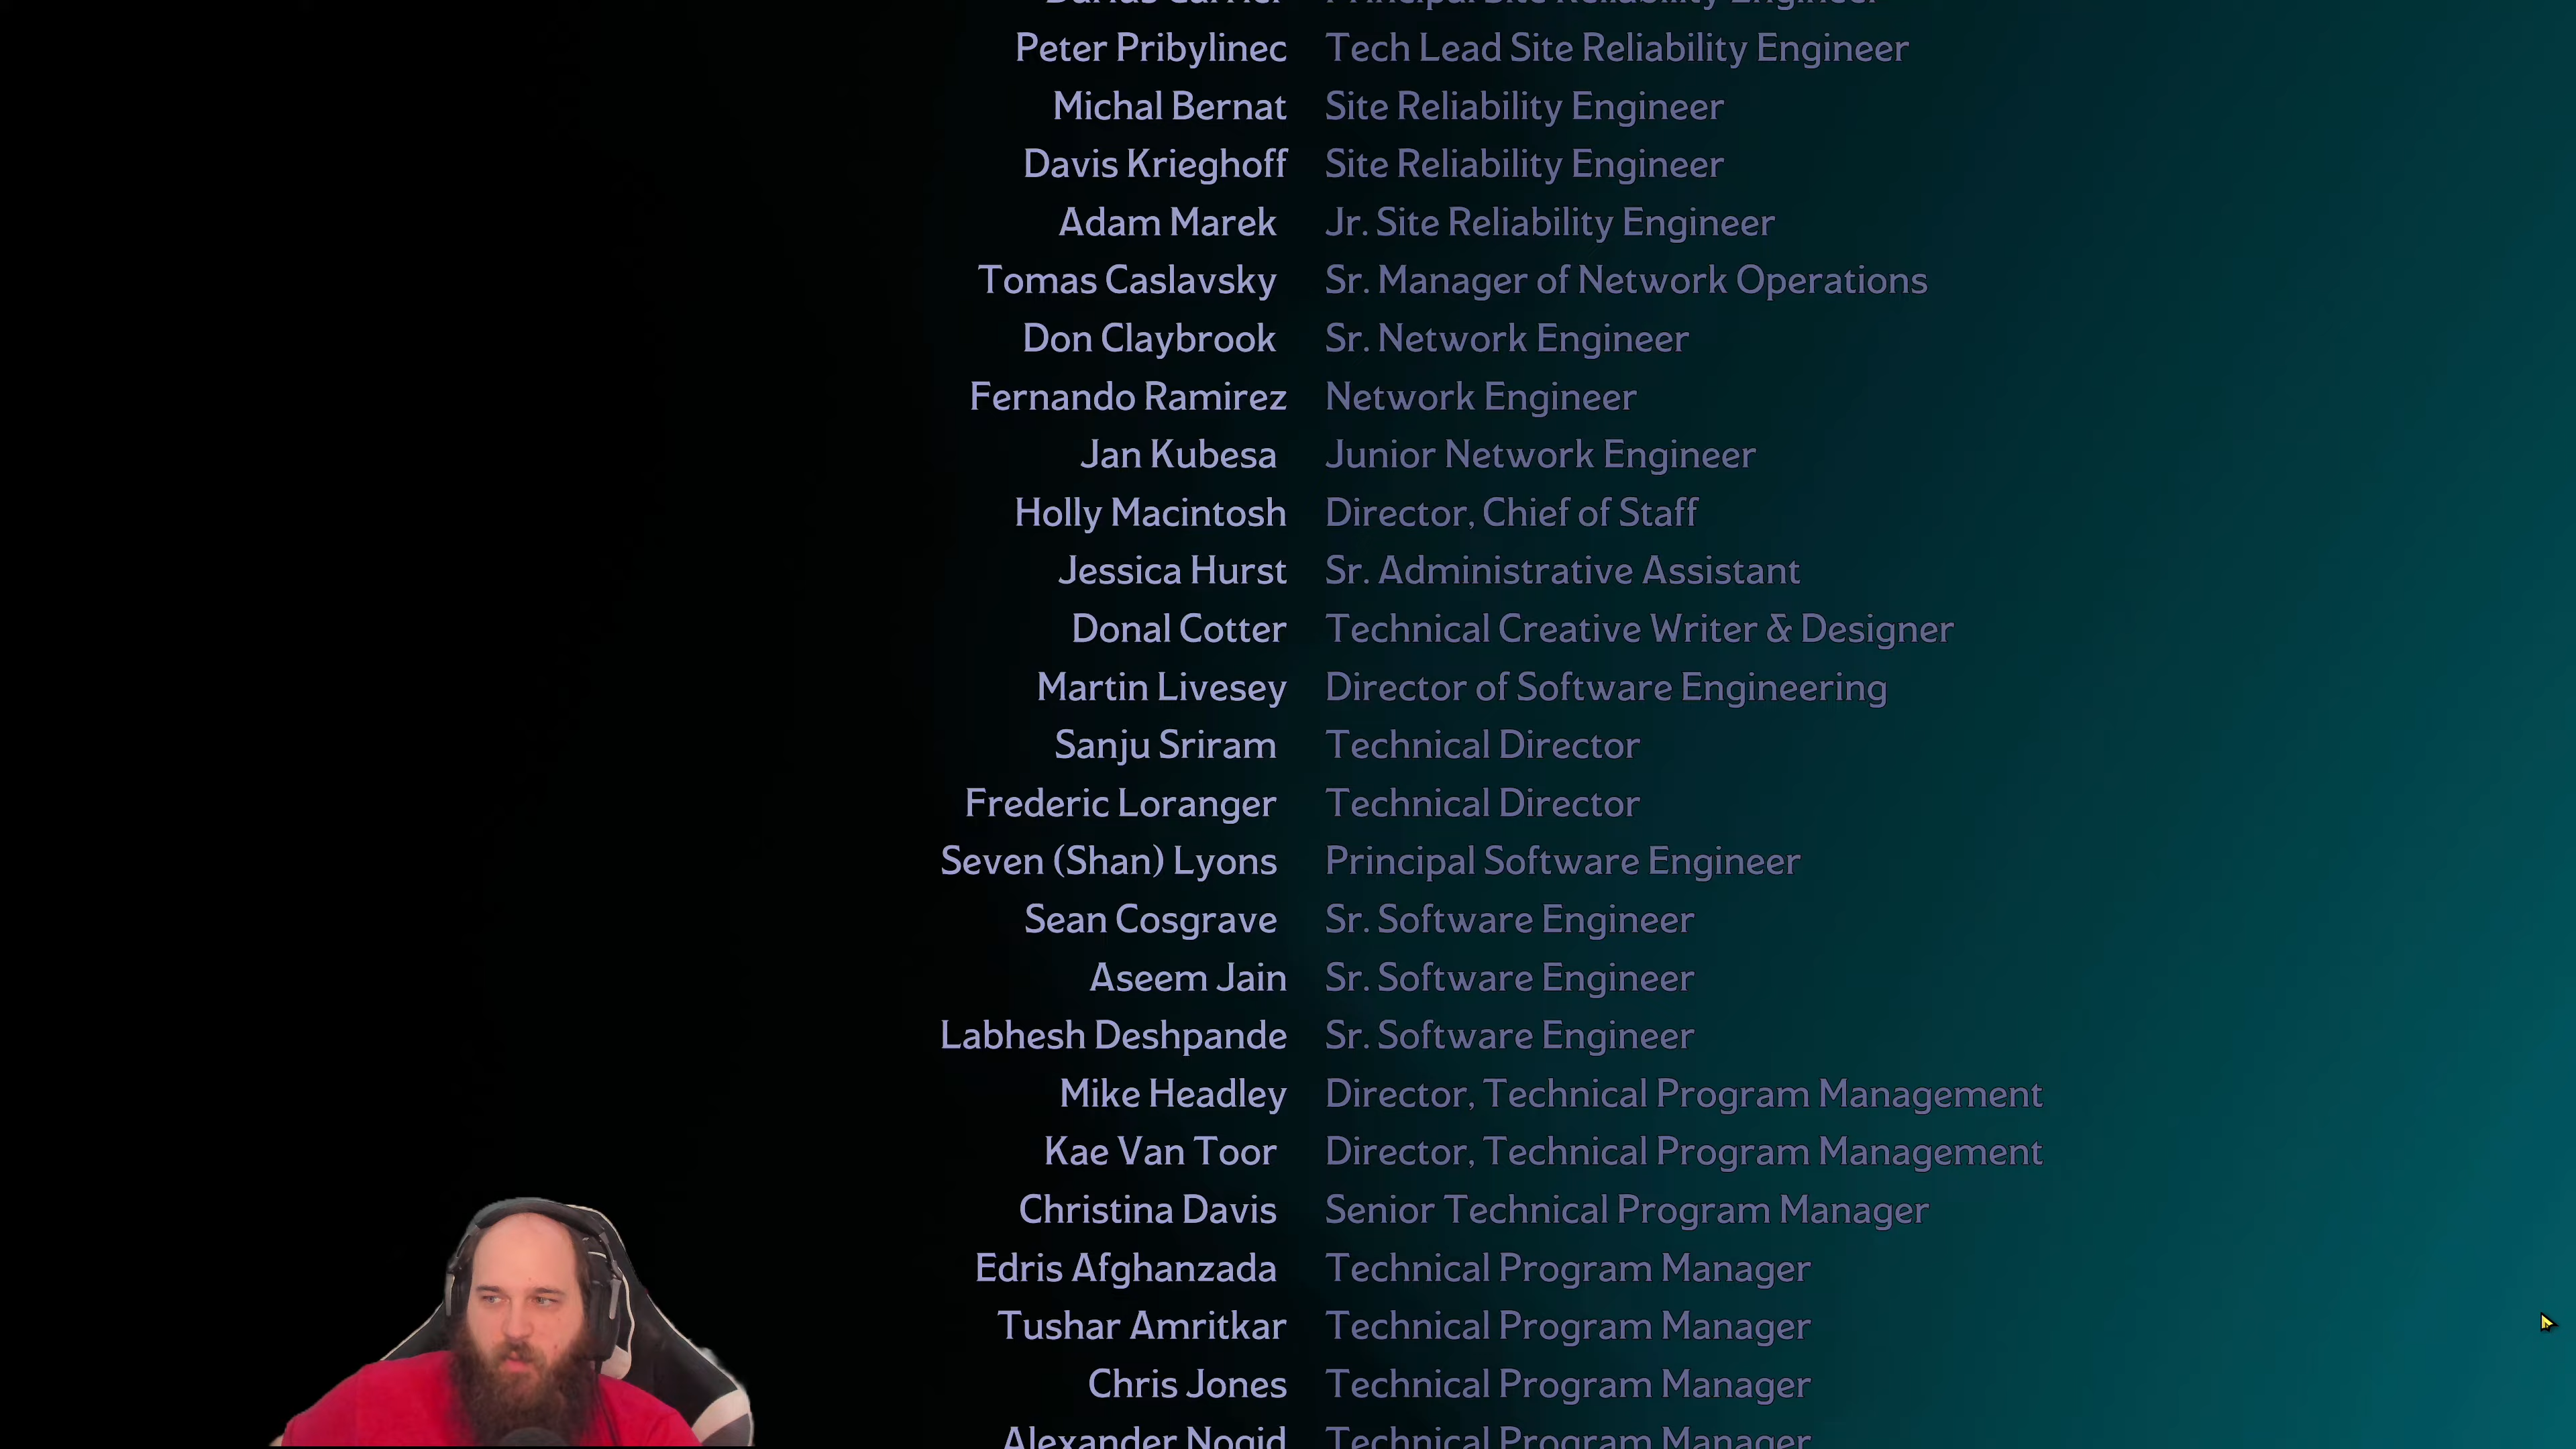 Peter Pribylinec Tech Lead Site Reliability Engineer
Michal Bernat Site Reliability Engineer
Davis Krieghoff Site Reliability Engineer
Adam Marek Jr. Site Reliability Engineer
Tomas Caslavsky Sr. Manager of Network Operations
Don Claybrook Sr. Network Engineer
Fernando Ramirez Network Engineer
Jan Kubesa Junior Network Engineer
Holly Macintosh Director, Chief of Staff
Jessica Hurst Sr. Administrative Assistant
Donal Cotter Technical Creative Writer & Designer
Martin Livesey Director of Software Engineering
Sanju Sriram Technical Director
Frederic Loranger Technical Director
Seven (Shan) Lyons Principal Software Engineer
Sean Cosgrave Sr. Software Engineer
Aseem Jain Sr. Software Engineer
Labhesh Deshpande Sr. Software Engineer
Mike Headley Director, Technical Program Management
Kae Van Toor Director, Technical Program Management
Christina Davis Senior Technical Program Manager
Edris Afghanzada Technical Program Manager
Tushar Amritkar Technical Program Manager
Chris Jones Technical Program Manager
Alexander Nogid Technical Program Manager